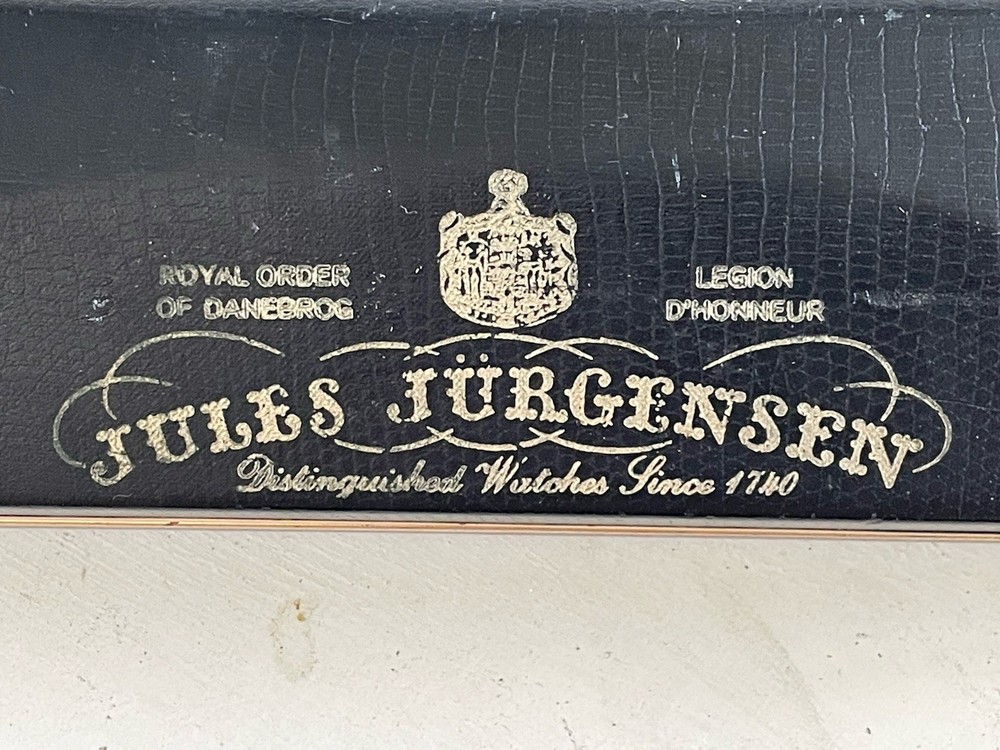 ROYAL ORDER
OF DANEBROG
LEGION
D'HONNEUR
JULES JÜRGENSEN
Distinguished Watches Since 1740